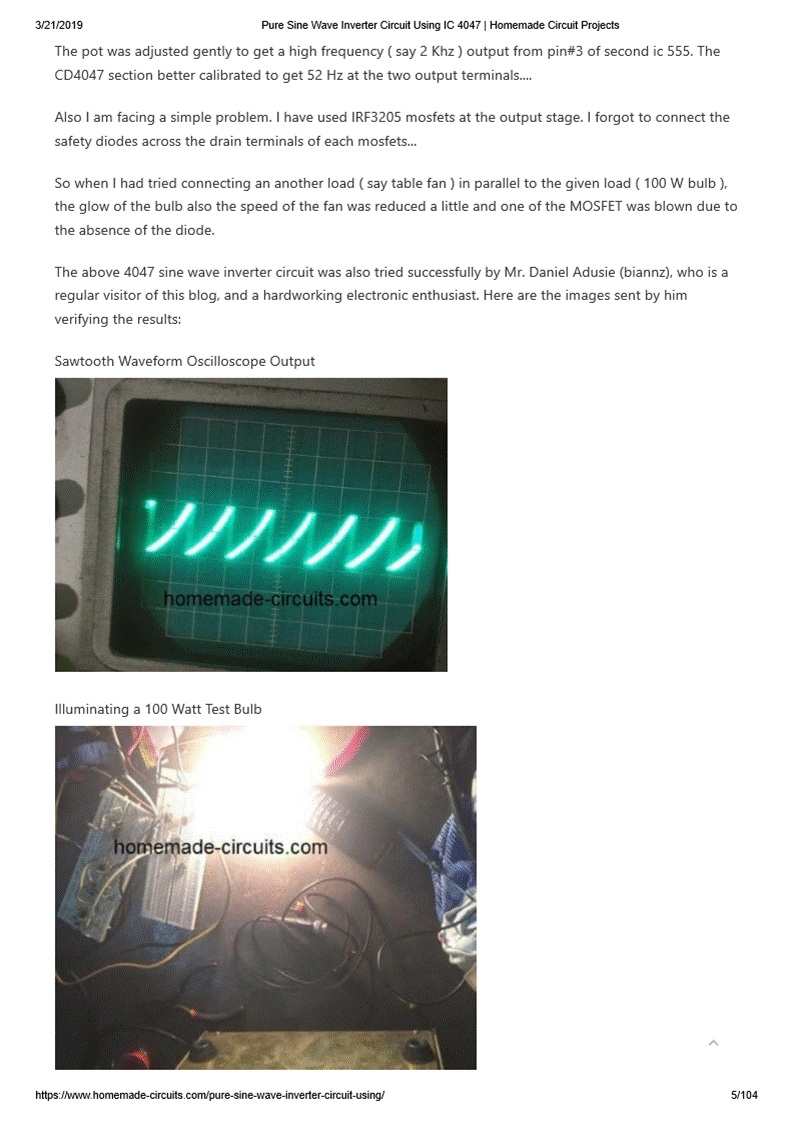 3/21/2019 Pure Sine Wave Inverter Circuit Using IC 4047 | Homemade Circuit Projects
The pot was adjusted gently to get a high frequency ( say 2 Khz ) output from pin#3 of second ic 555. The
CD4047 section better calibrated to get 52 Hz at the two output terminals....
Also I am facing a simple problem. I have used IRF3205 mosfets at the output stage. I forgot to connect the
safety diodes across the drain terminals of each mosfets...
So when I had tried connecting an another load ( say table fan ) in parallel to the given load ( 100 W bulb ),
the glow of the bulb also the speed of the fan was reduced a little and one of the MOSFET was blown due to
the absence of the diode.
The above 4047 sine wave inverter circuit was also tried successfully by Mr. Daniel Adusie (biannz), who is a
regular visitor of this blog, and a hardworking electronic enthusiast. Here are the images sent by him
verifying the results:
Sawtooth Waveform Oscilloscope Output
homemade-circuits.com
Illuminating a 100 Watt Test Bulb
homemade-circuits.com
https://www.homemade-circuits.com/pure-sine-wave-inverter-circuit-using/ 5/104